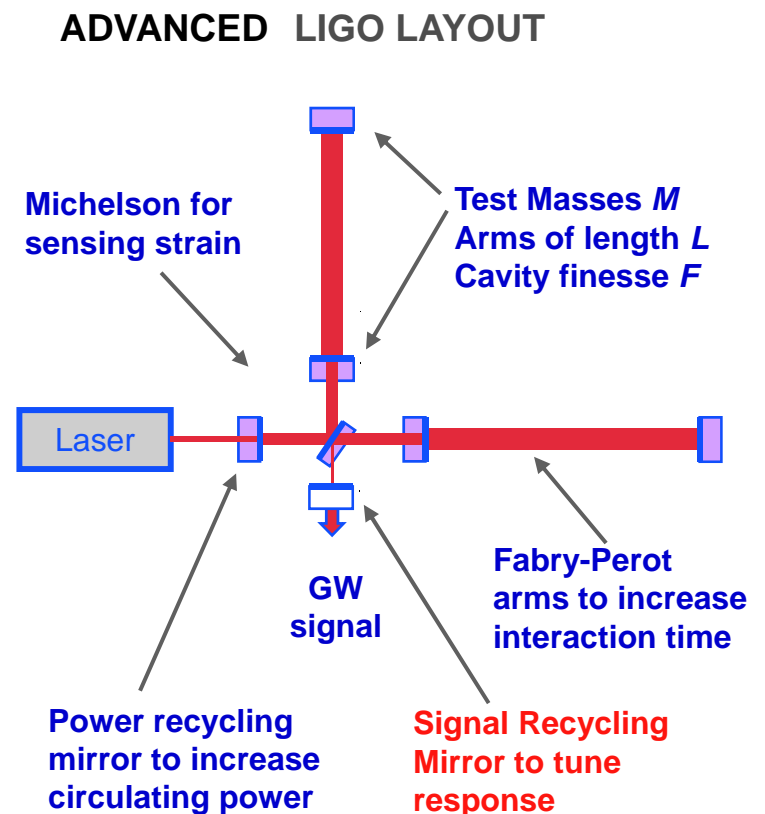 ADVANCED LIGO LAYOUT
Michelson for
sensing strain
Test Masses M
Arms of length L
Cavity finesse F
Laser
GW
signal
Fabry-Perot
arms to increase
interaction time
Power recycling
mirror to increase
circulating power
Signal Recycling
Mirror to tune
response